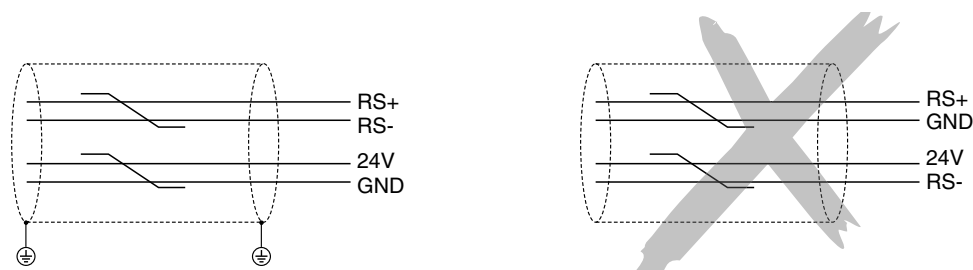 RS+
RS-
24V
GND
RS+
GND
24V
RS-